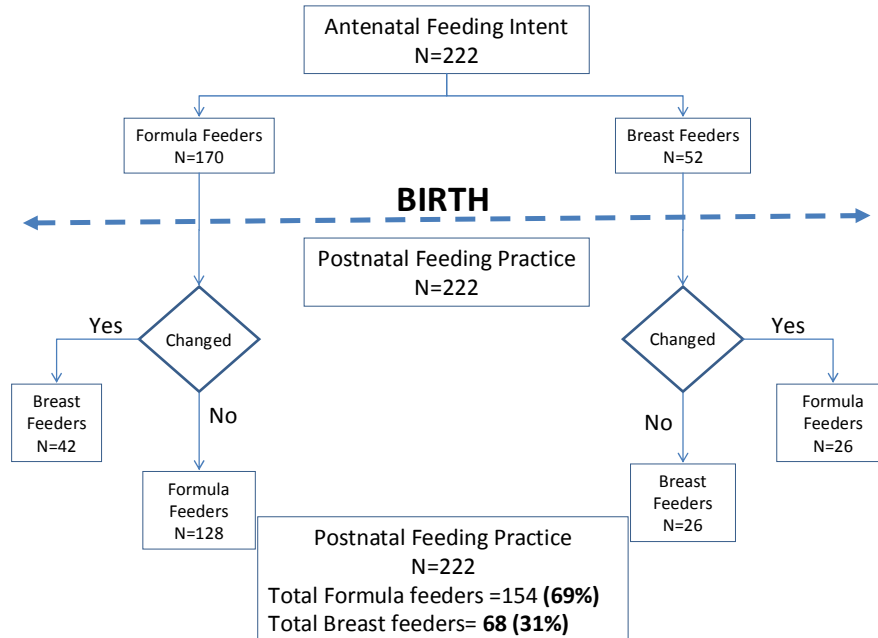 Antenatal Feeding Intent
N=222
Formula Feeders
N=170
Breast Feeders
N=52
BIRTH
Postnatal Feeding Practice
N=222
Changed
Yes
Breast
Feeders
N=42
No
Formula
Feeders
N=128
Changed
Yes
Formula
Feeders
N=26
No
Breast
Feeders
N=26
Postnatal Feeding Practice
N=222
Total Formula feeders =154 (69%)
Total Breast feeders= 68 (31%)